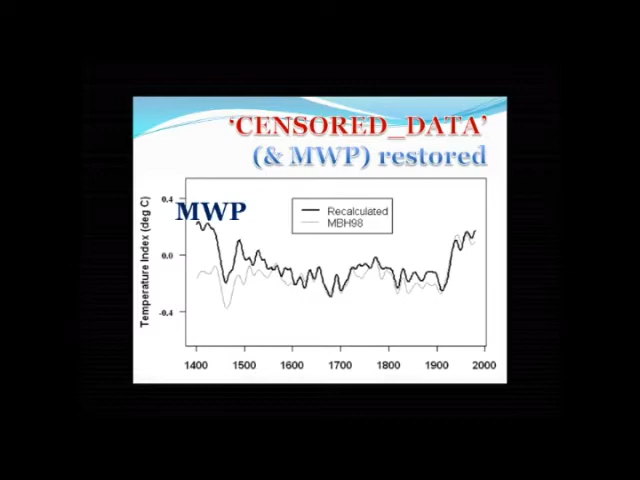 'CENSORED_DATA'
(& MWP) restored
MWP
Recalculated
MBH98
Temperature Index (deg C)
0.4
0.0
-0.4
1400 1500 1600 1700 1800 1900 2000